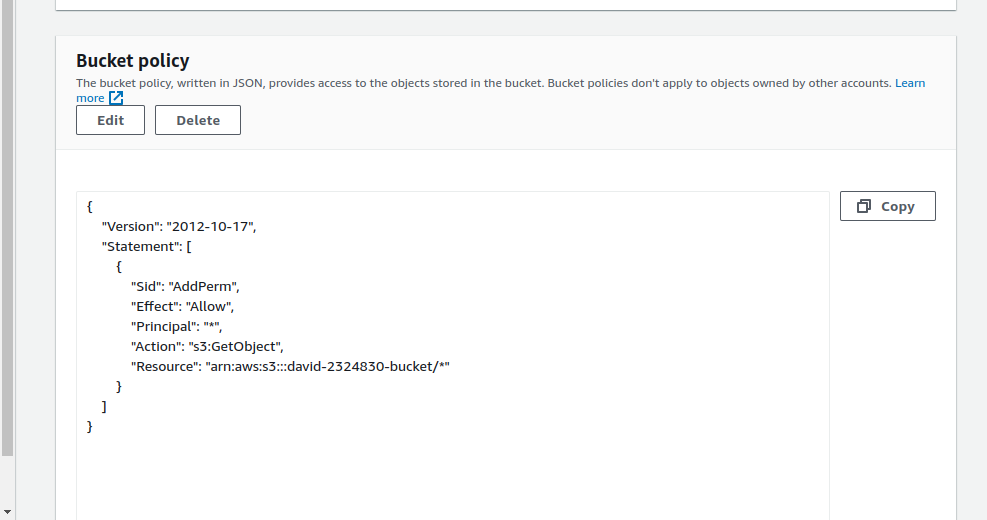 Bucket policy
The bucket policy, written in JSON, provides access to the objects stored in the bucket. Bucket policies don't apply to objects owned by other accounts. Learn
more
Edit Delete
Copy
{
"Version": "2012-10-17",
"Statement": [
{
"Sid": "AddPerm",
"Effect": "Allow",
"Principal": "*",
"Action": "s3:GetObject",
"Resource": "arn:aws:s3:::david-2324830-bucket/*"
}
]
}